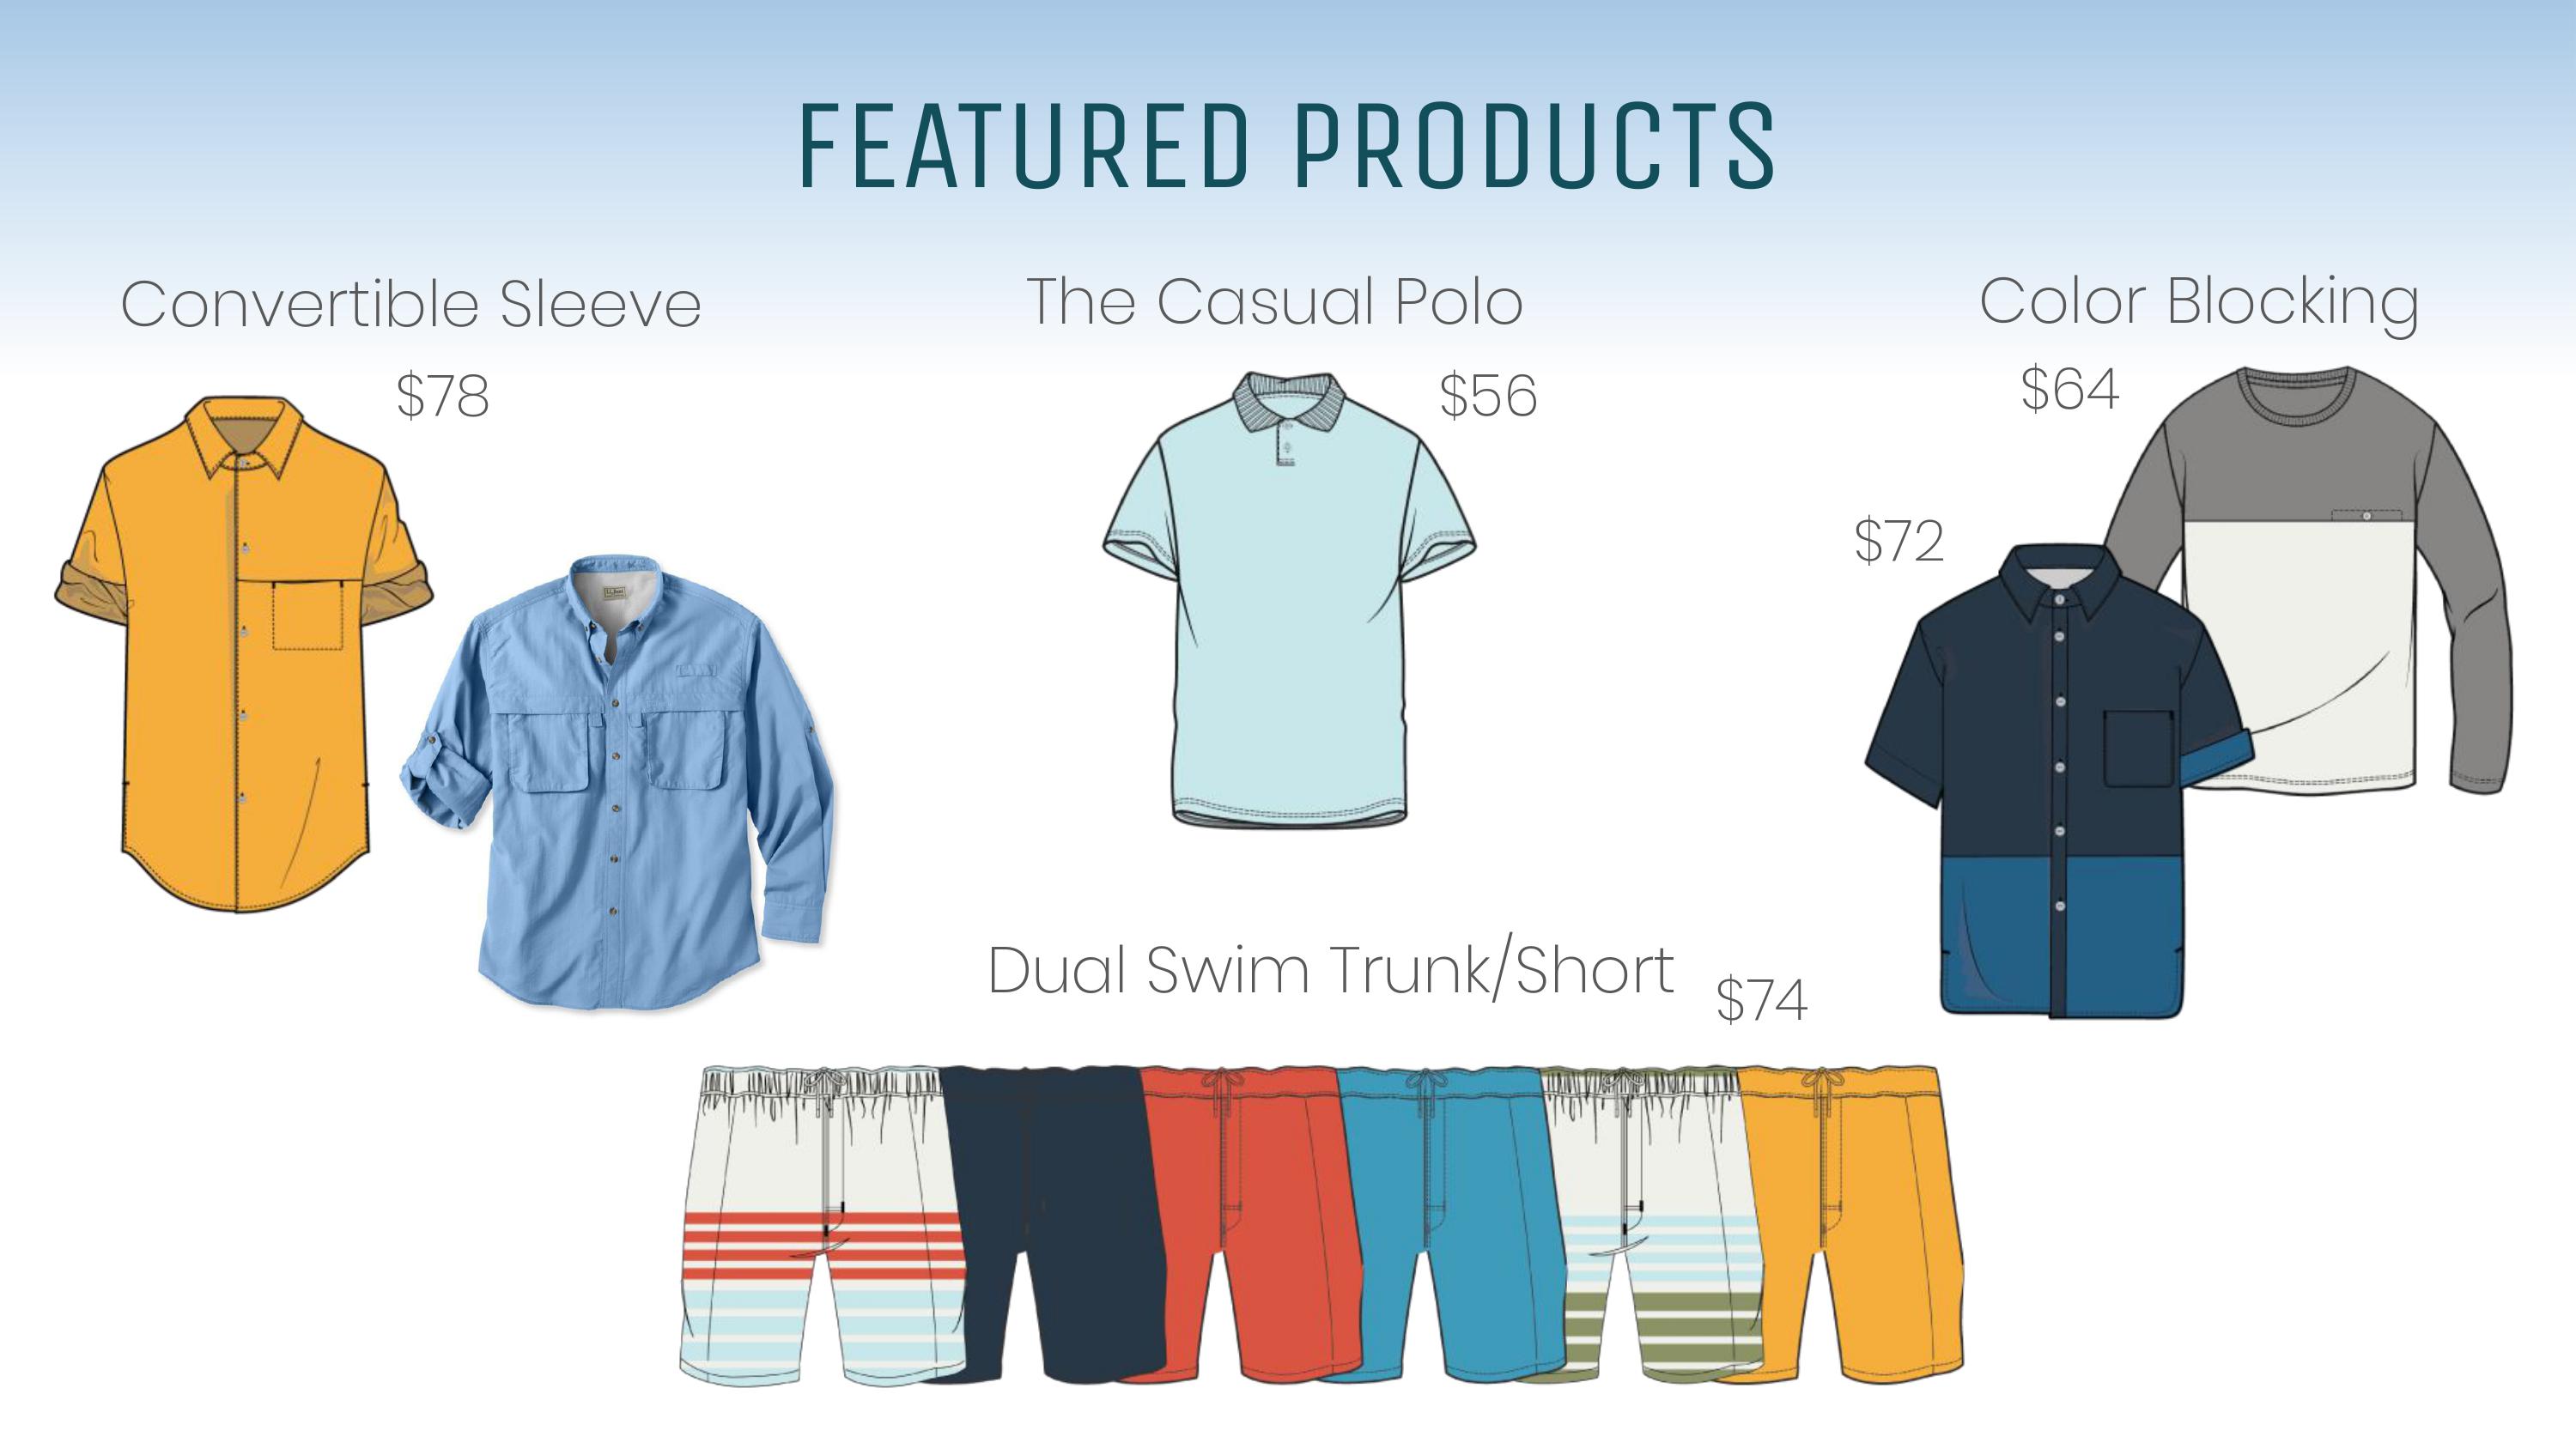 FEATURED PRODUCTS
Convertible Sleeve
$78
The Casual Polo
$56
Color Blocking
$64
$72
Dual Swim Trunk/Short
$74